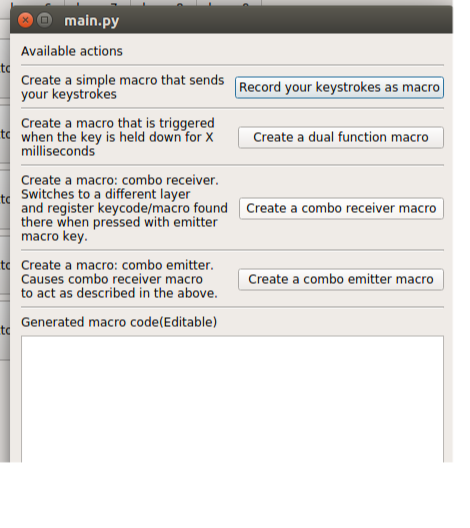 main.py
Available actions
Create a simple macro that sends
your keystrokes
Record your keystrokes as macro
Create a macro that is triggered
when the key is held down for X
milliseconds
Create a dual function macro
Create a macro: combo receiver.
Switches to a different layer
and register keycode/macro found
there when pressed with emitter
macro key.
Create a combo receiver macro
Create a macro: combo emitter.
Causes combo receiver macro
to act as described in the above.
Create a combo emitter macro
Generated macro code(Editable)